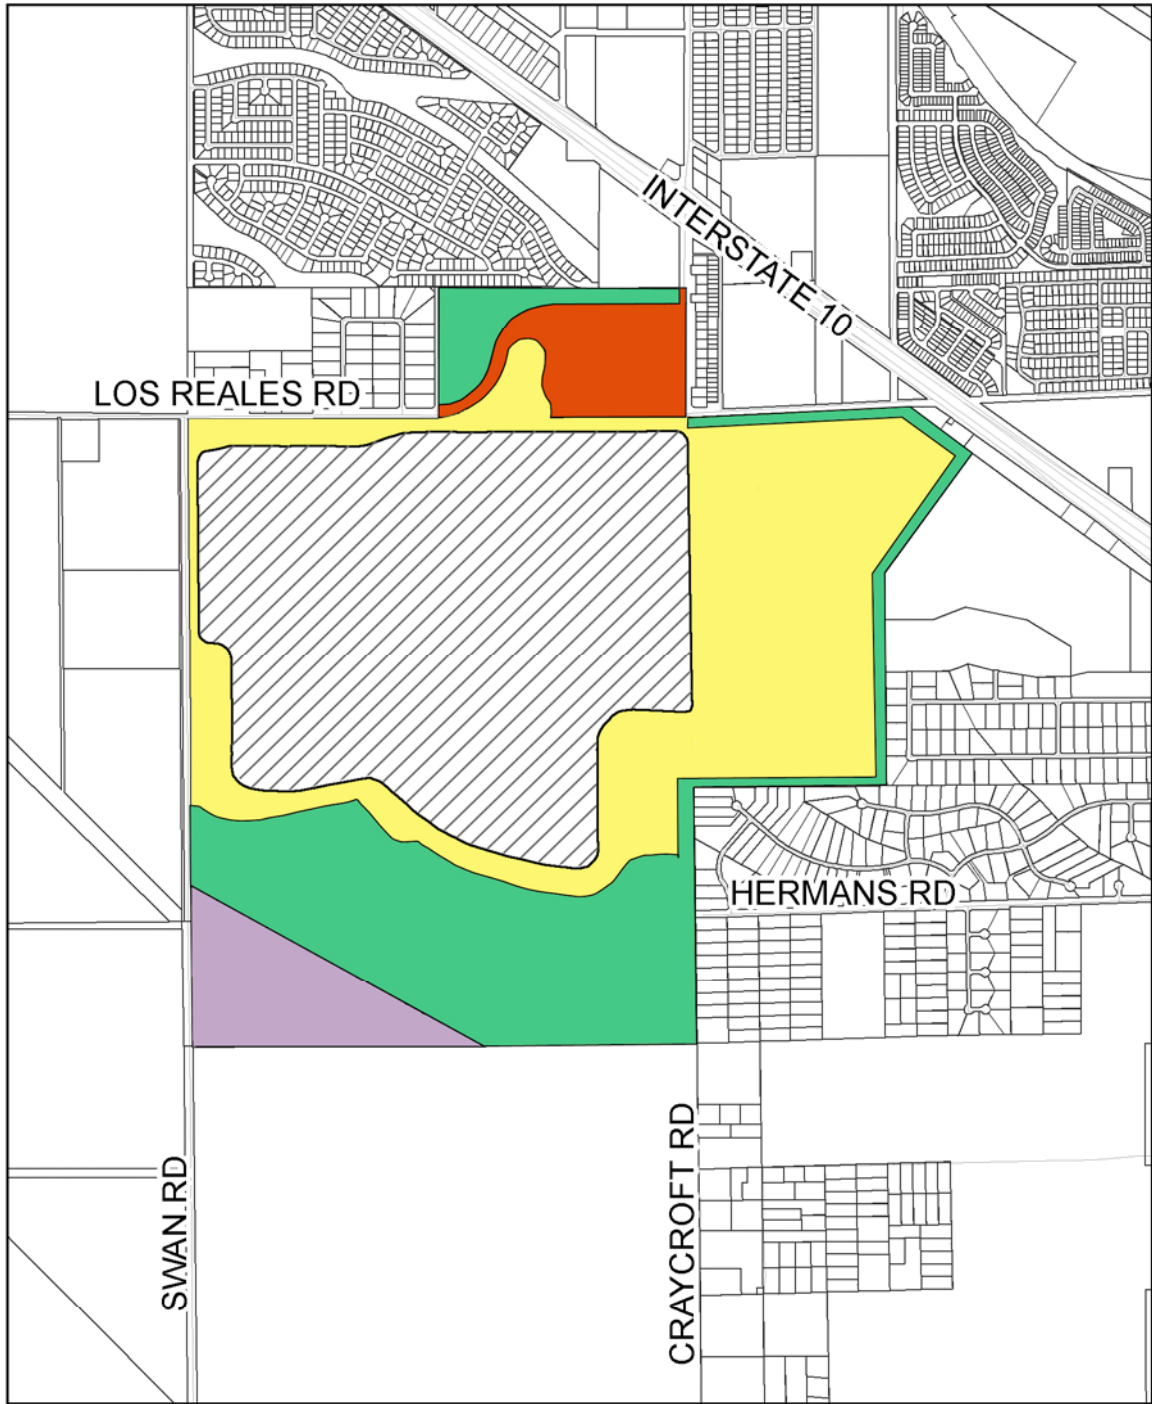 INTERSTATE 10
LOS REALES RD
HERMANS RD
SWAN RD
CRAYCROFT RD